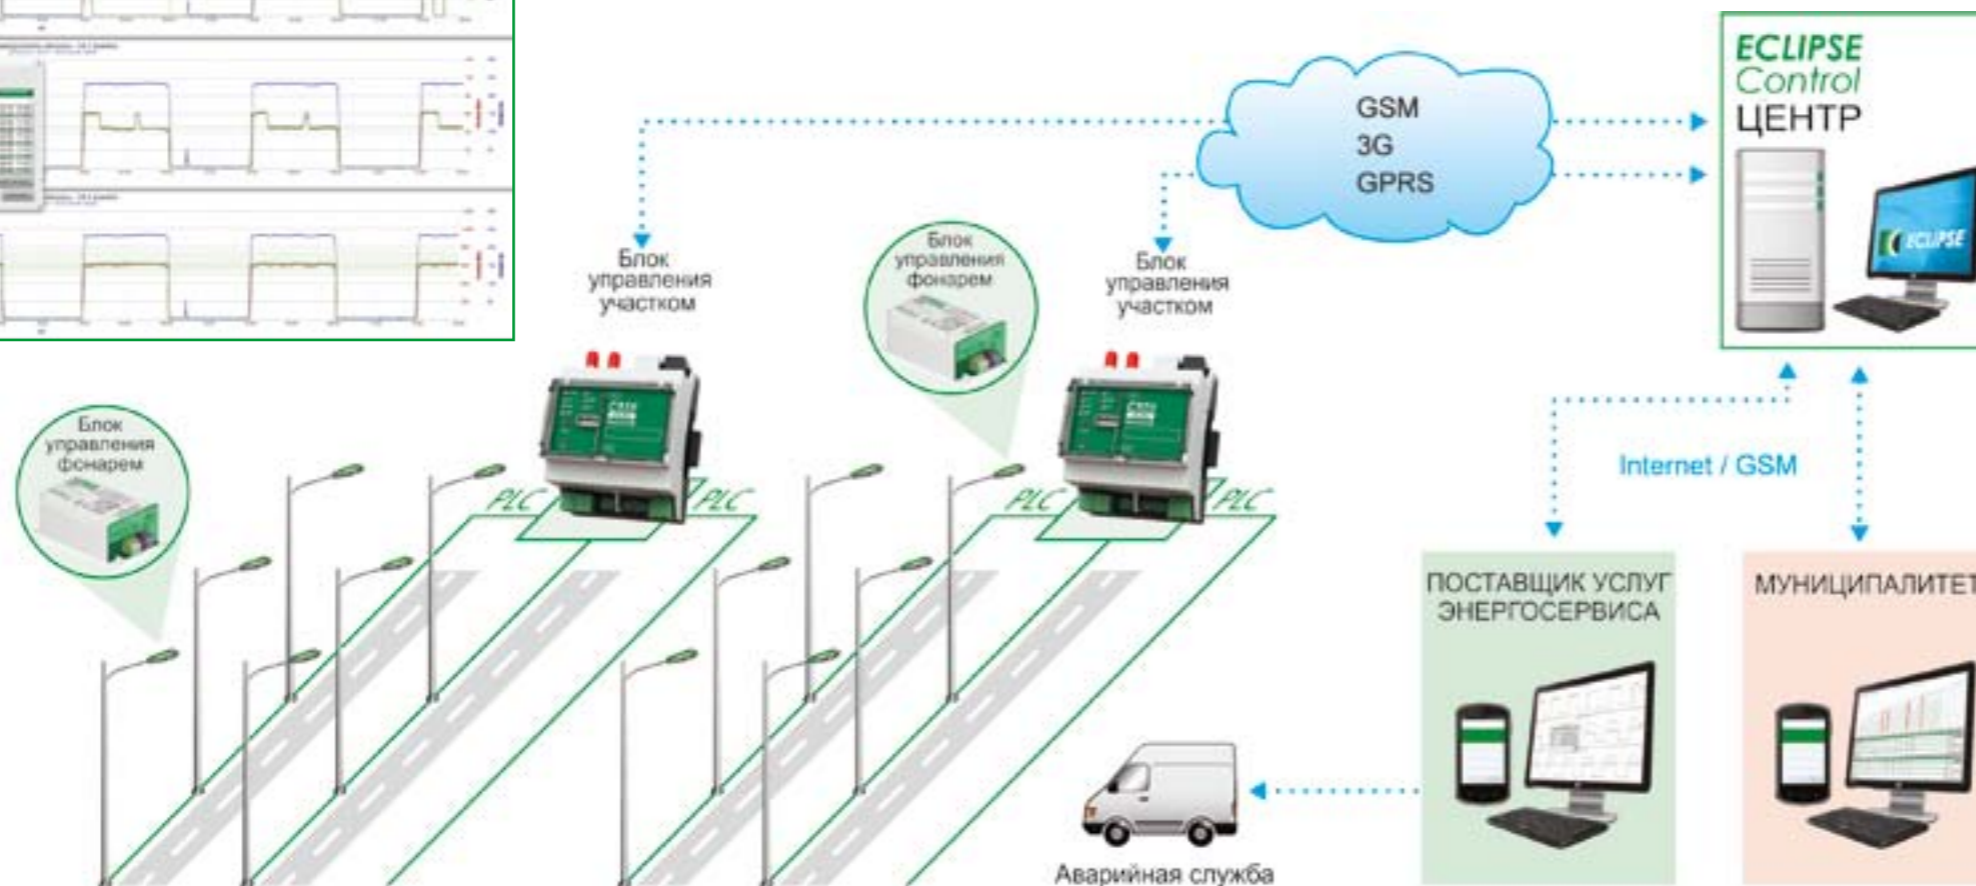 GSM
3G
GPRS
ECLIPSE
Control
ЦЕНТР
ECLIPSE
Блок
управления
участком
Блок
управления
фонарем
Блок
управления
участком
Блок
управления
фонарем
PLC
PLC
PLC
PLC
Internet / GSM
ПОСТАВЩИК УСЛУГ
ЭНЕРГОСЕРВИСА
МУНИЦИПАЛИТЕТ
Аварийная служба